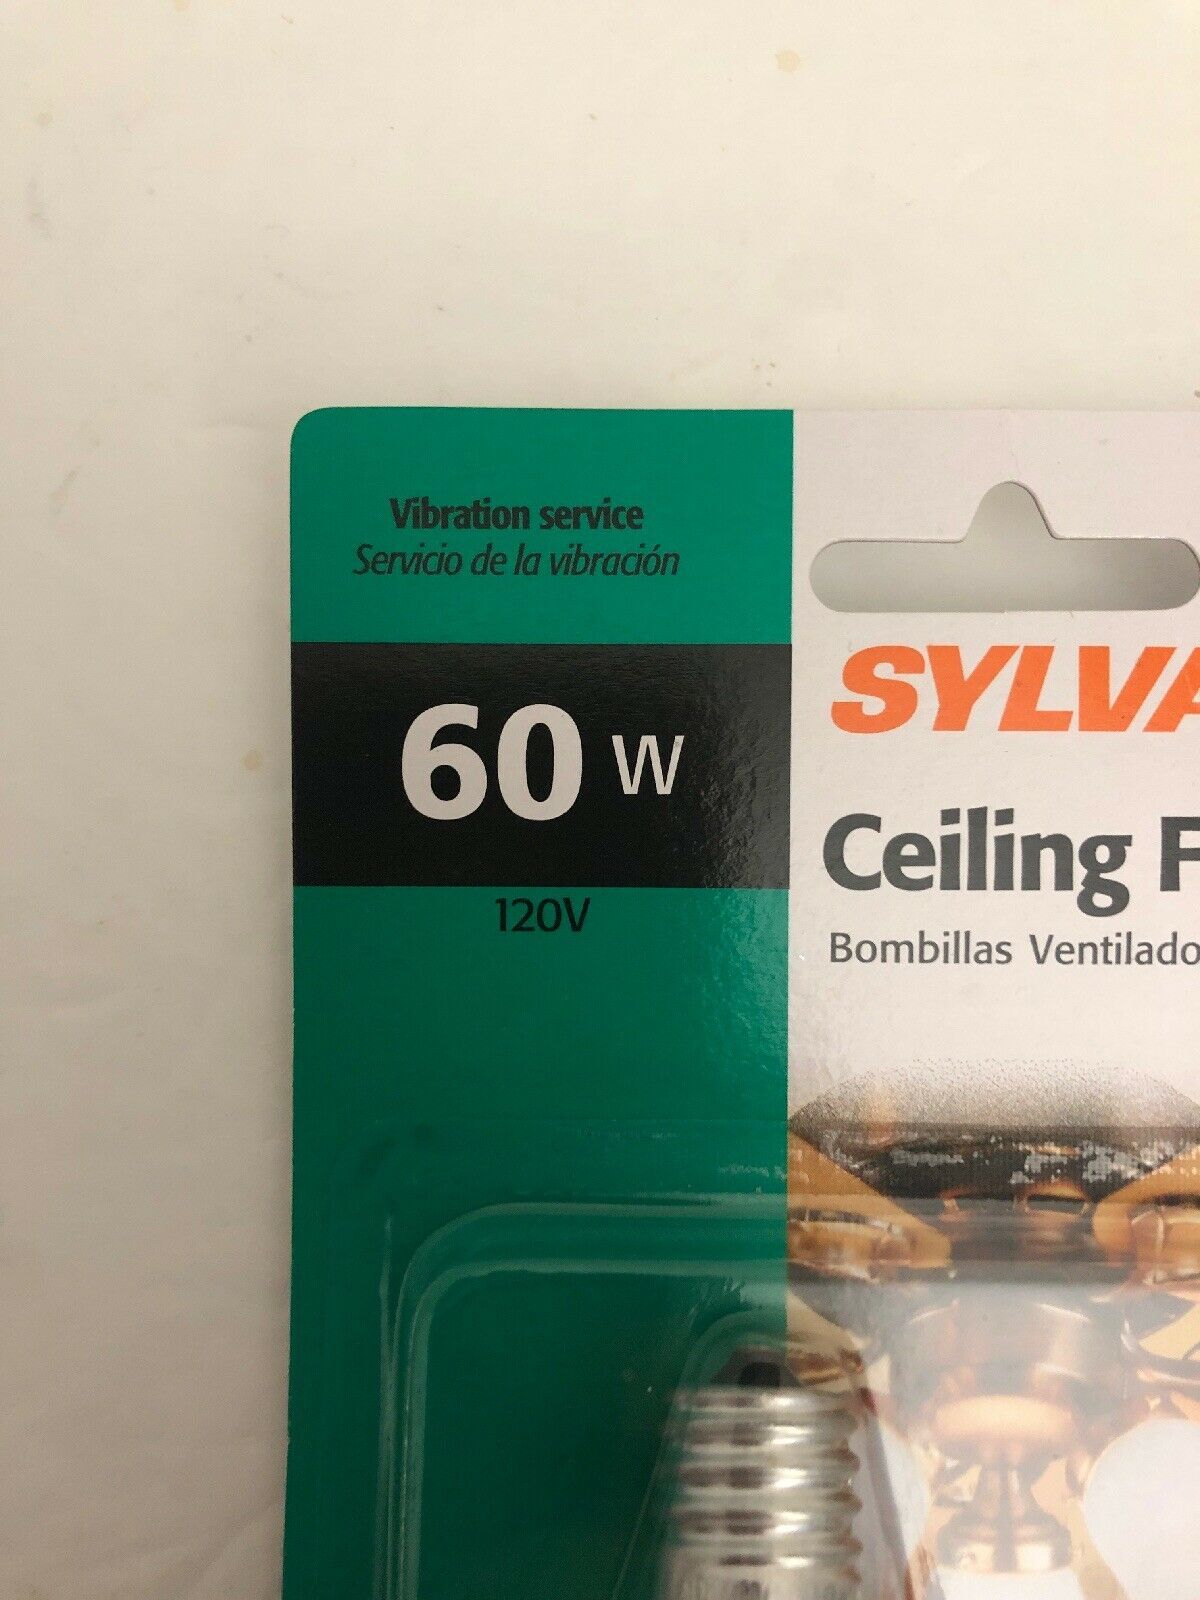 Vibration service
Servicio de la vibración
60 W
120V
SYLVA
Ceiling F
Bombillas Ventilado